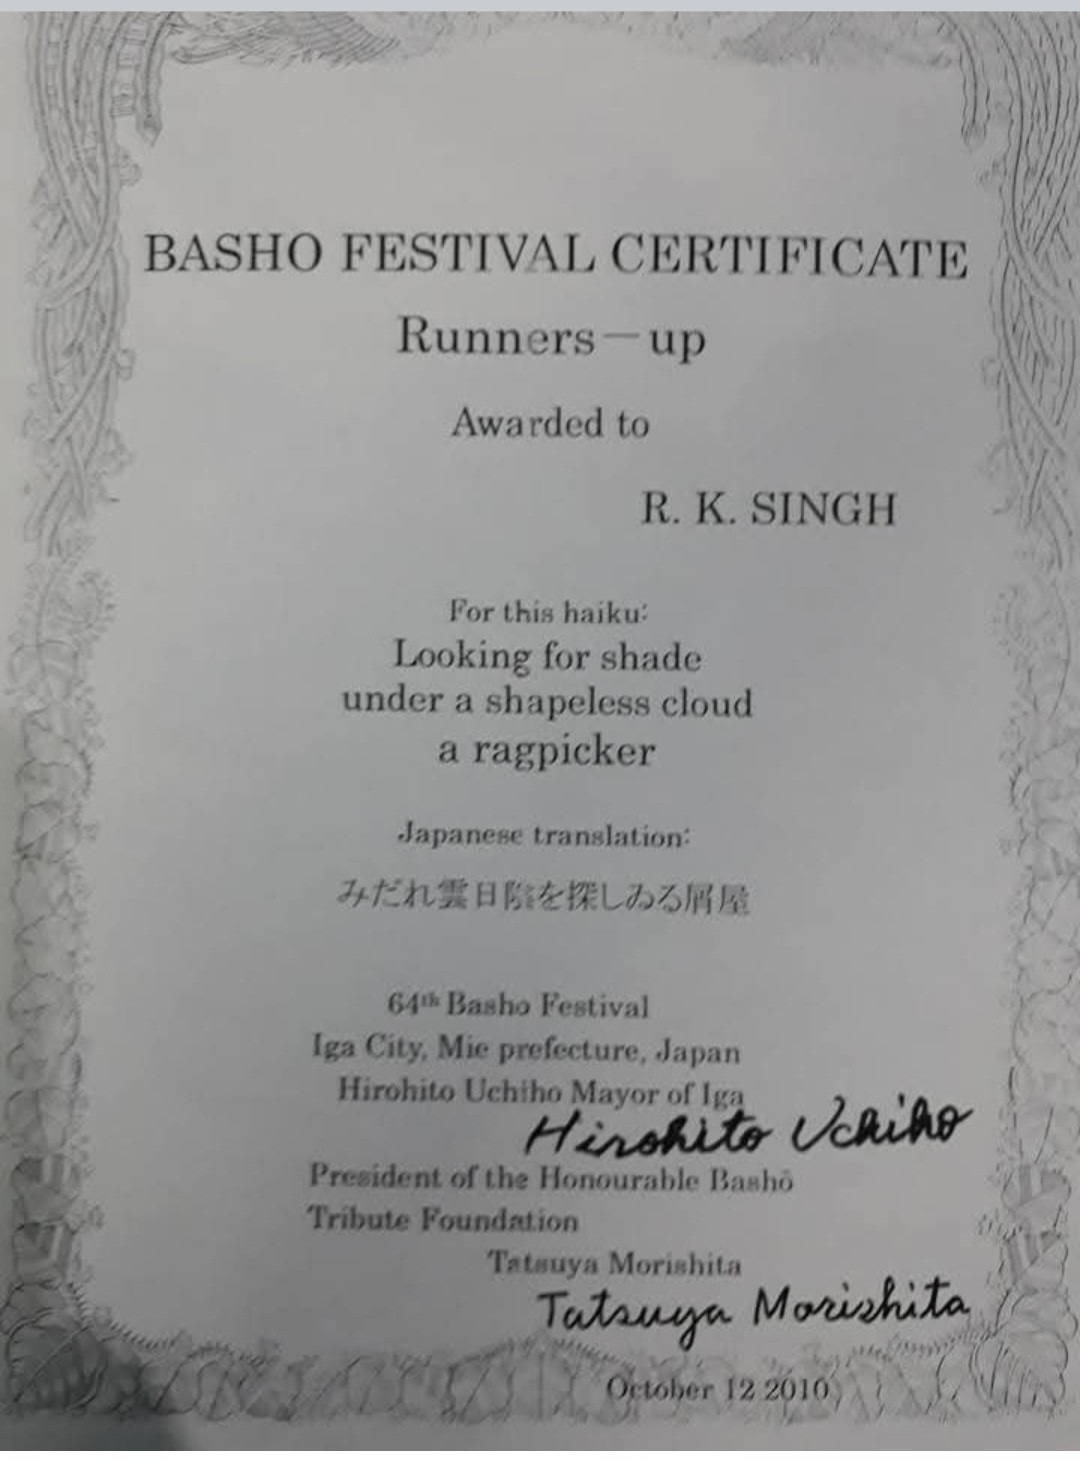 BASHO FESTIVAL CERTIFICATE
Runners－up
Awarded to
R. K. SINGH
For this haiku:
Looking for shade
under a shapeless cloud
a ragpicker
Japanese translation:
みだれ雲日陰を探しゐる屑屋
64th Basho Festival
Iga City, Mie prefecture, Japan
Hirohito Uchiho Mayor of Iga
Hirohito Uchiho
President of the Honourable Bashō
Tribute Foundation
Tatsuya Morishita
Tatsuya Morishita
October 12 2010